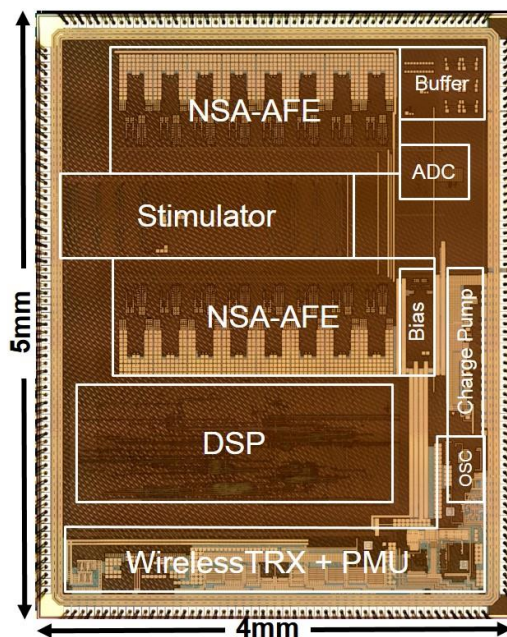 NSA-AFE
Buffer
ADC
Stimulator
NSA-AFE
Bias
Charge Pump
DSP
OSC
WirelessTRX + PMU
5mm
4mm